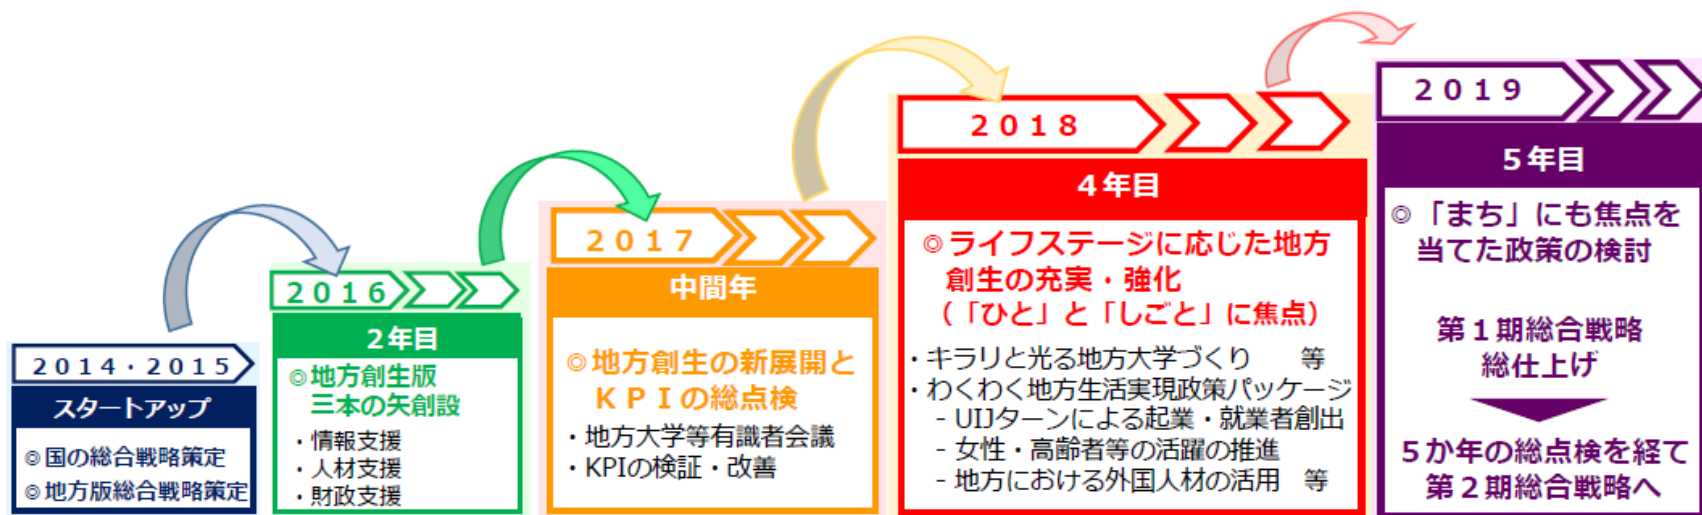 2014・2015
スタートアップ
◎国の総合戦略策定
◎地方版総合戦略策定
2016
２年目
◎地方創生版
三本の矢創設
・情報支援
・人材支援
・財政支援
2017
中間年
◎地方創生の新展開と
ＫＰＩの総点検
・地方大学等有識者会議
・KPIの検証・改善
2018
４年目
◎ライフステージに応じた地方
創生の充実・強化
（「ひと」と「しごと」に焦点）
・キラリと光る地方大学づくり　等
・わくわく地方生活実現政策パッケージ
- UIJターンによる起業・就業者創出
- 女性・高齢者等の活躍の推進
- 地方における外国人材の活用　等
2019
５年目
◎「まち」にも焦点を
当てた政策の検討
第１期総合戦略
総仕上げ
５か年の総点検を経て
第２期総合戦略へ